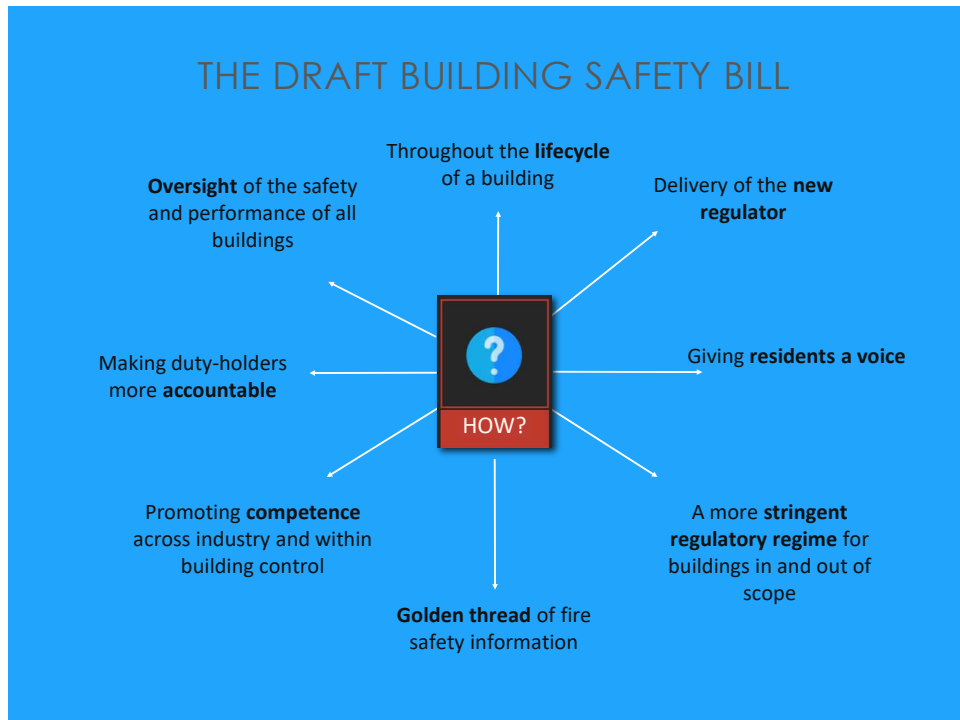 THE DRAFT BUILDING SAFETY BILL
Throughout the lifecycle
of a building
Oversight of the safety
and performance of all
buildings
Delivery of the new
regulator
Making duty-holders
more accountable
?
HOW?
Giving residents a voice
Promoting competence
across industry and within
building control
A more stringent
regulatory regime for
buildings in and out of
scope
Golden thread of fire
safety information